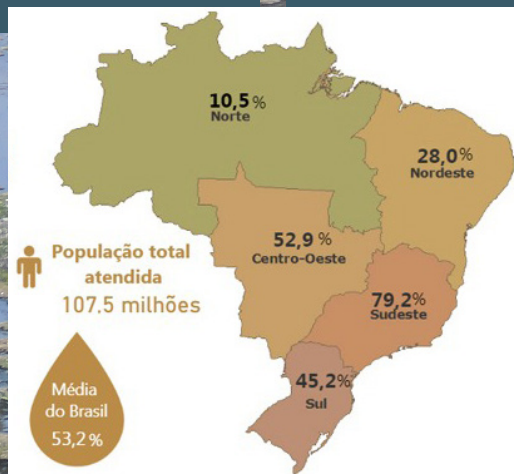 10,5%
Norte
28,0%
Nordeste
52,9%
Centro-Oeste
População total
atendida
107.5 milhões
79,2%
Sudeste
45,2%
Sul
Média
do Brasil
53,2%